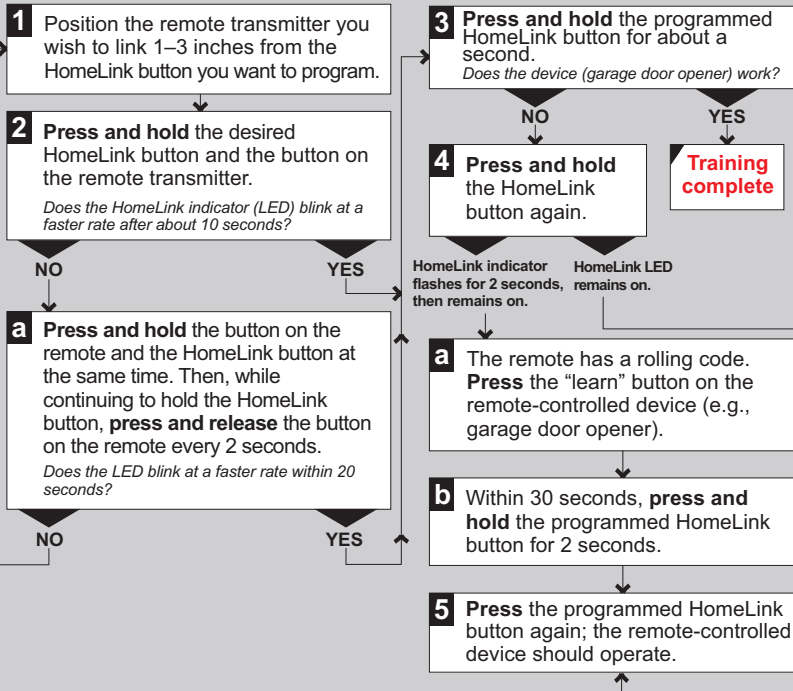 1 Position the remote transmitter you
wish to link 1–3 inches from the
HomeLink button you want to program.
2 Press and hold the desired
HomeLink button and the button on
the remote transmitter.
Does the HomeLink indicator (LED) blink at a
faster rate after about 10 seconds?
NO YES
a Press and hold the button on the
remote and the HomeLink button at
the same time. Then, while
continuing to hold the HomeLink
button, press and release the button
on the remote every 2 seconds.
Does the LED blink at a faster rate within 20
seconds?
NO YES
3 Press and hold the programmed
HomeLink button for about a
second.
Does the device (garage door opener) work?
NO YES
4 Press and hold
the HomeLink
button again.
Training
complete
HomeLink indicator
flashes for 2 seconds,
then remains on.
HomeLink LED
remains on.
a The remote has a rolling code.
Press the “learn” button on the
remote-controlled device (e.g.,
garage door opener).
b Within 30 seconds, press and
hold the programmed HomeLink
button for 2 seconds.
5 Press the programmed HomeLink
button again; the remote-controlled
device should operate.